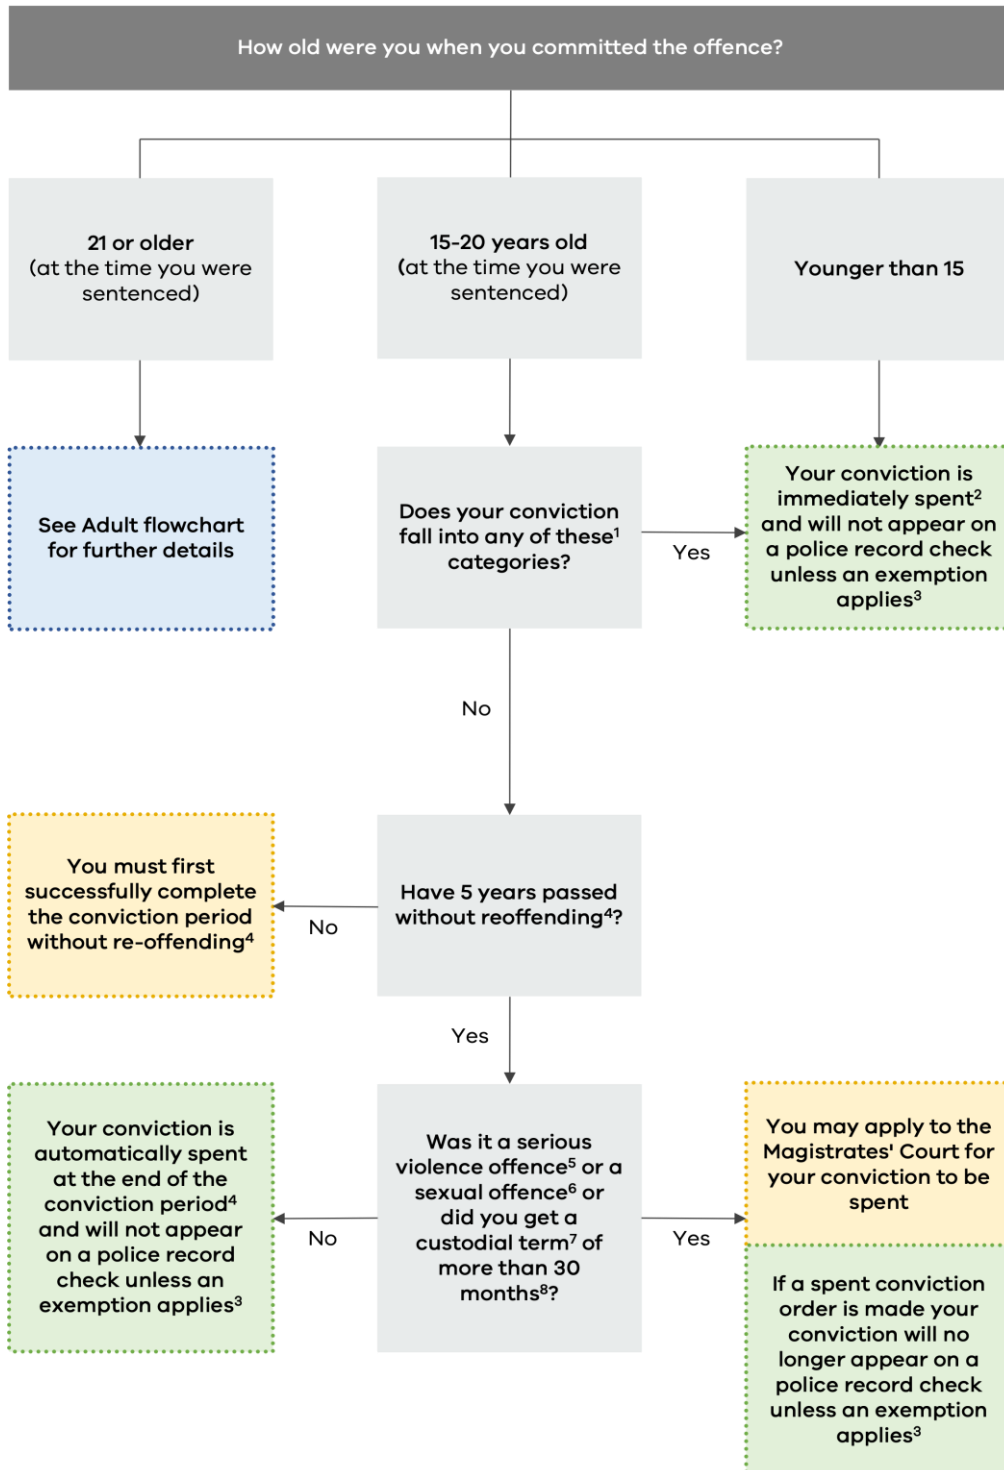 How old were you when you committed the offence?
21 or older
(at the time you were
sentenced)
15-20 years old
(at the time you were
sentenced)
Younger than 15
See Adult flowchart
for further details
Does your conviction
fall into any of these¹
categories?
Yes
Your conviction is
immediately spent²
and will not appear on
a police record check
unless an exemption
applies³
No
You must first
successfully complete
the conviction period
without re-offending⁴
No
Have 5 years passed
without reoffending⁴?
Yes
Your conviction is
automatically spent
at the end of the
conviction period⁴
and will not appear
on a police record
check unless an
exemption applies³
No
Was it a serious
violence offence⁵ or a
sexual offence⁶ or
did you get a
custodial term⁷ of
more than 30
months⁸?
Yes
You may apply to the
Magistrates' Court for
your conviction to be
spent
If a spent conviction
order is made your
conviction will no
longer appear on a
police record check
unless an exemption
applies³